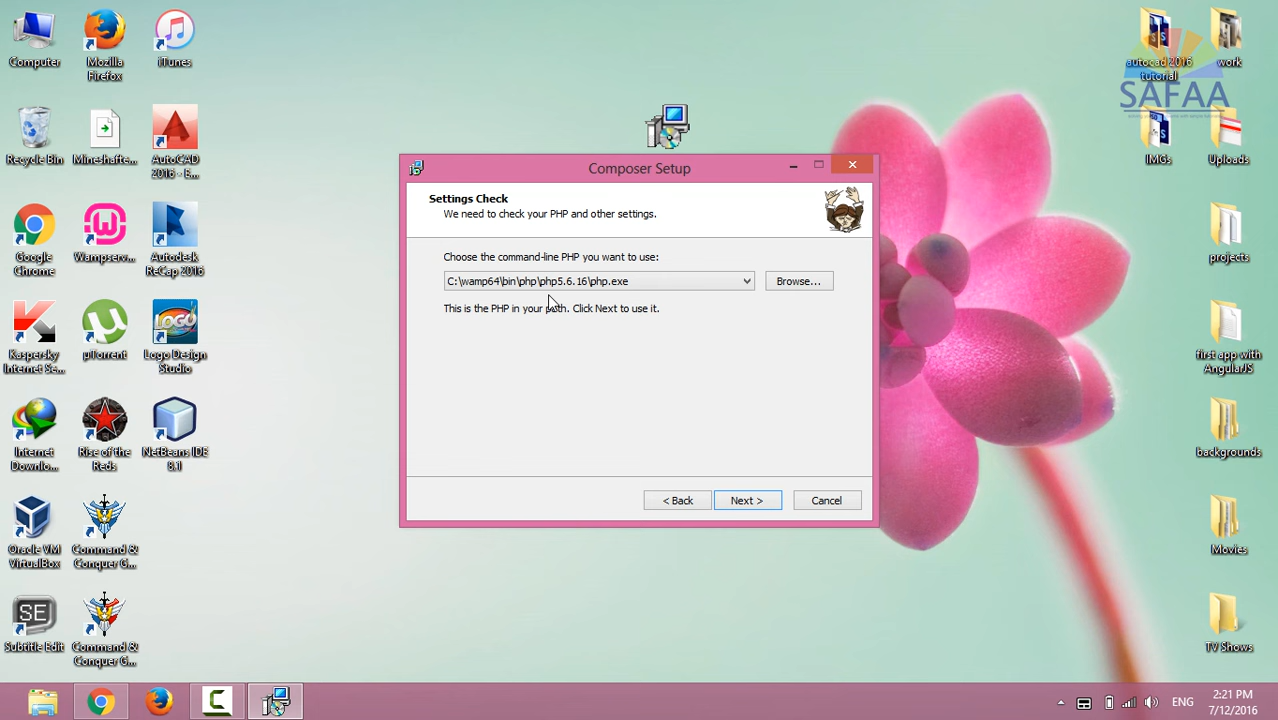 Computer
Mozilla
Firefox
iTunes
Recycle Bin
Mineshafte...
AutoCAD
2016 - E...
Google
Chrome
Wampserv...
Autodesk
ReCap 2016
Kaspersky
Internet Se...
µTorrent
Logo Design
Studio
Internet
Downlo...
Rise of the
Reds
NetBeans IDE
8.1
Oracle VM
VirtualBox
Command &
Conquer G...
Subtitle Edit
Command &
Conquer G...
Composer Setup
Settings Check
We need to check your PHP and other settings.
Choose the command-line PHP you want to use:
C:\wamp64\bin\php\php5.6.16\php.exe
Browse...
This is the PHP in your path. Click Next to use it.
< Back
Next >
Cancel
autocad 2016
tutorial
work
SAFAA
IMGs
Uploads
projects
first app with
AngularJS
backgrounds
Movies
TV Shows
ENG
2:21 PM
7/12/2016